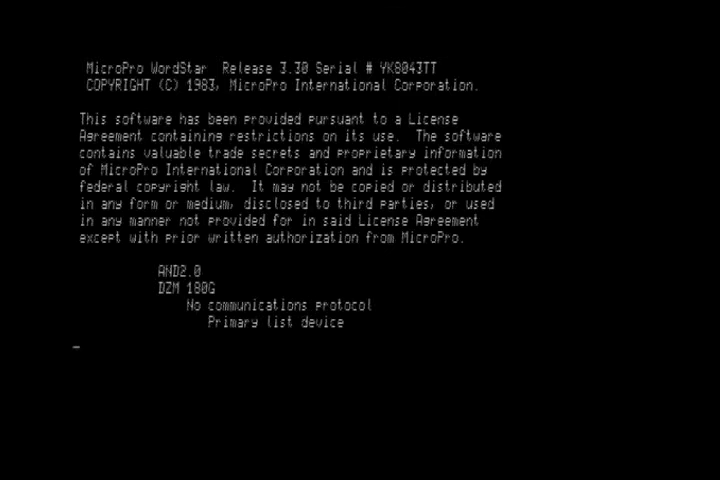 MicroPro WordStar  Release 3.30 Serial # YK8043TT
COPYRIGHT (C) 1983, MicroPro International Corporation.
This software has been provided pursuant to a License
Agreement containing restrictions on its use.  The software
contains valuable trade secrets and proprietary information
of MicroPro International Corporation and is protected by
federal copyright law.  It may not be copied or distributed
in any form or medium, disclosed to third parties, or used
in any manner not provided for in said License Agreement
except with prior written authorization from MicroPro.
AND2.0
DZM 180G
No communications protocol
Primary list device